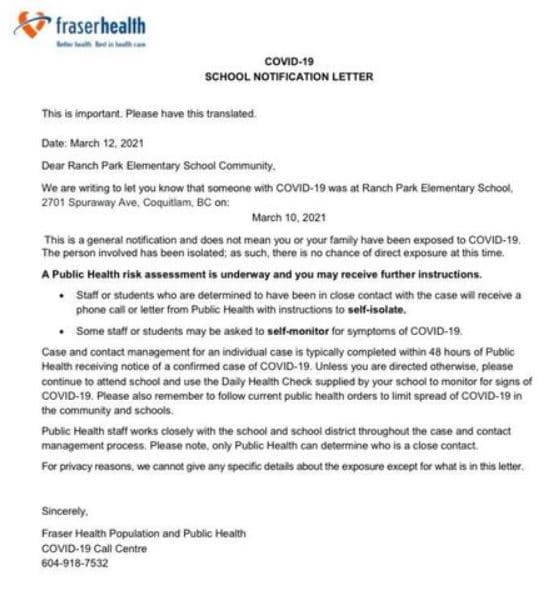 fraserhealth
Better health. Best in health care.
COVID-19
SCHOOL NOTIFICATION LETTER
This is important. Please have this translated.
Date: March 12, 2021
Dear Ranch Park Elementary School Community,
We are writing to let you know that someone with COVID-19 was at Ranch Park Elementary School,
2701 Spuraway Ave, Coquitlam, BC on:
March 10, 2021
This is a general notification and does not mean you or your family have been exposed to COVID-19.
The person involved has been isolated; as such, there is no chance of direct exposure at this time.
A Public Health risk assessment is underway and you may receive further instructions.
• Staff or students who are determined to have been in close contact with the case will receive a
phone call or letter from Public Health with instructions to self-isolate.
• Some staff or students may be asked to self-monitor for symptoms of COVID-19.
Case and contact management for an individual case is typically completed within 48 hours of Public
Health receiving notice of a confirmed case of COVID-19. Unless you are directed otherwise, please
continue to attend school and use the Daily Health Check supplied by your school to monitor for signs of
COVID-19. Please also remember to follow current public health orders to limit spread of COVID-19 in
the community and schools.
Public Health staff works closely with the school and school district throughout the case and contact
management process. Please note, only Public Health can determine who is a close contact.
For privacy reasons, we cannot give any specific details about the exposure except for what is in this letter.
Sincerely,
Fraser Health Population and Public Health
COVID-19 Call Centre
604-918-7532